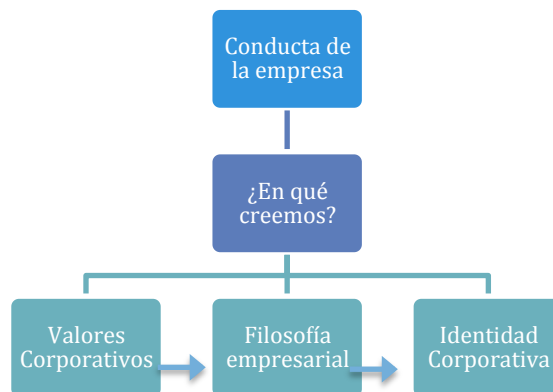 Conducta de
la empresa
¿En qué
creemos?
Valores
Corporativos
Filosofía
empresarial
Identidad
Corporativa